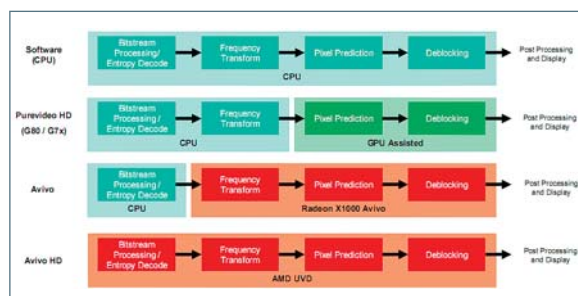 Software
(CPU)
Bitstream
Processing/
Entropy Decode
Frequency
Transform
Pixel Prediction
Deblocking
Post Processing
and Display
CPU
Purevideo HD
(G80 / G7x)
Bitstream
Processing /
Entropy Decode
Frequency
Transform
Pixel Prediction
Deblocking
Post Processing
and Display
CPU
GPU Assisted
Avivo
Bitstream
Processing /
Entropy Decode
Frequency
Transform
Pixel Prediction
Deblocking
Post Processing
and Display
CPU
Radeon X1000 Avivo
Avivo HD
Bitstream
Processing /
Entropy Decode
Frequency
Transform
Pixel Prediction
Deblocking
Post Processing
and Display
AMD UVD